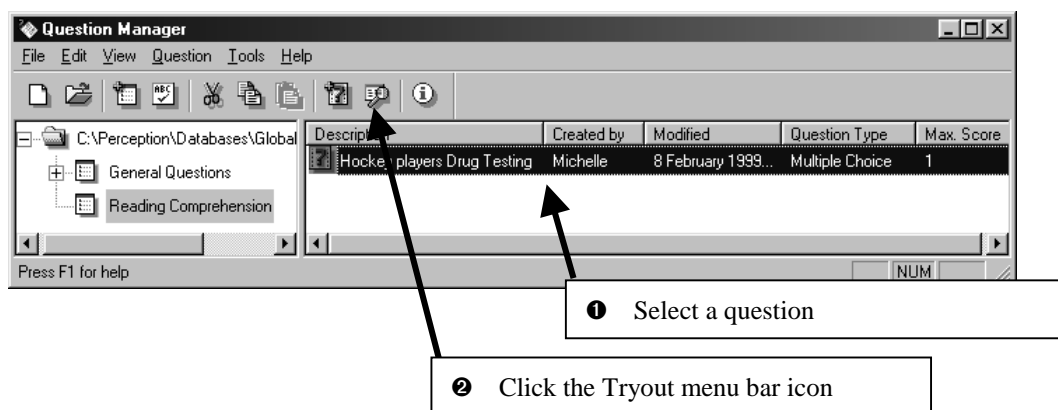 Question Manager
File Edit View Question Tools Help
ABC
C:\Perception\Databases\Global
General Questions
Reading Comprehension
Created by Modified Question Type Max. Score
players Drug Testing Michelle 8 February 1999... Multiple Choice 1
Press F1 for help
NUM
❶ Select a question
❷ Click the Tryout menu bar icon